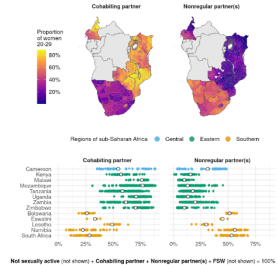 Cohabiting partner
Nonregular partner(s)
Proportion
of women
20-29
80%
60%
40%
20%
Regions of sub-Saharan Africa
Central
Eastern
Southern
Cohabiting partner
Nonregular partner(s)
Cameroon
Kenya
Malawi
Mozambique
Tanzania
Uganda
Zambia
Zimbabwe
Botswana
Eswatini
Lesotho
Namibia
South Africa
0% 25% 50% 75% 0% 25% 50% 75%
Not sexually active (not shown) + Cohabiting partner + Nonregular partner(s) + FSW (not shown) = 100%